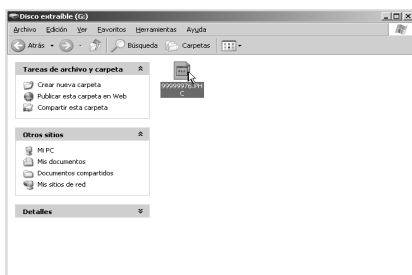 Disco extraíble (G:)
Archivo Edición Ver Favoritos Herramientas Ayuda
Atrás Búsqueda Carpetas
Tareas de archivo y carpeta
Crear nueva carpeta
Publicar esta carpeta en Web
Compartir esta carpeta
Otros sitios
Mi PC
Mis documentos
Documentos compartidos
Mis sitios de red
Detalles
99999976.PH
C